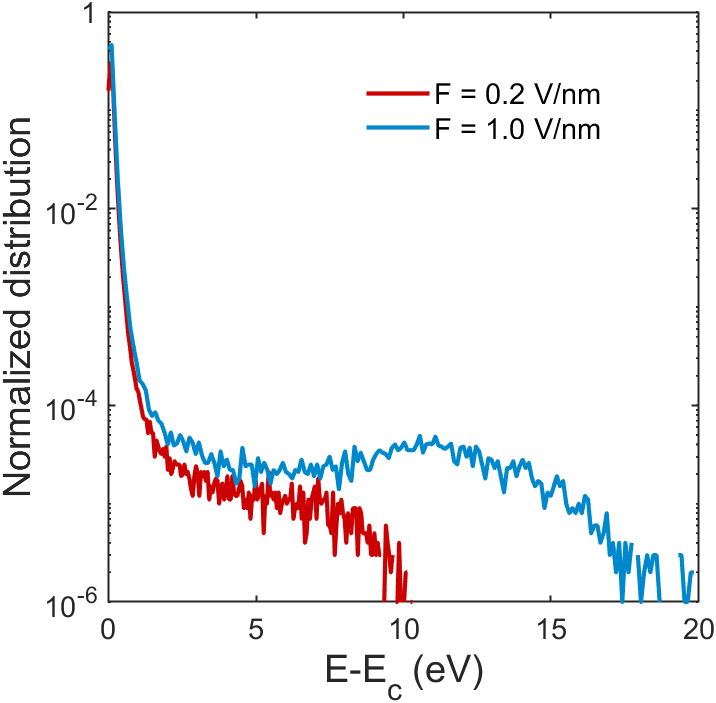 1
10-2
10-4
10-6
Normalized distribution
F = 0.2 V/nm
F = 1.0 V/nm
0 5 10 15 20
E-Ec (eV)